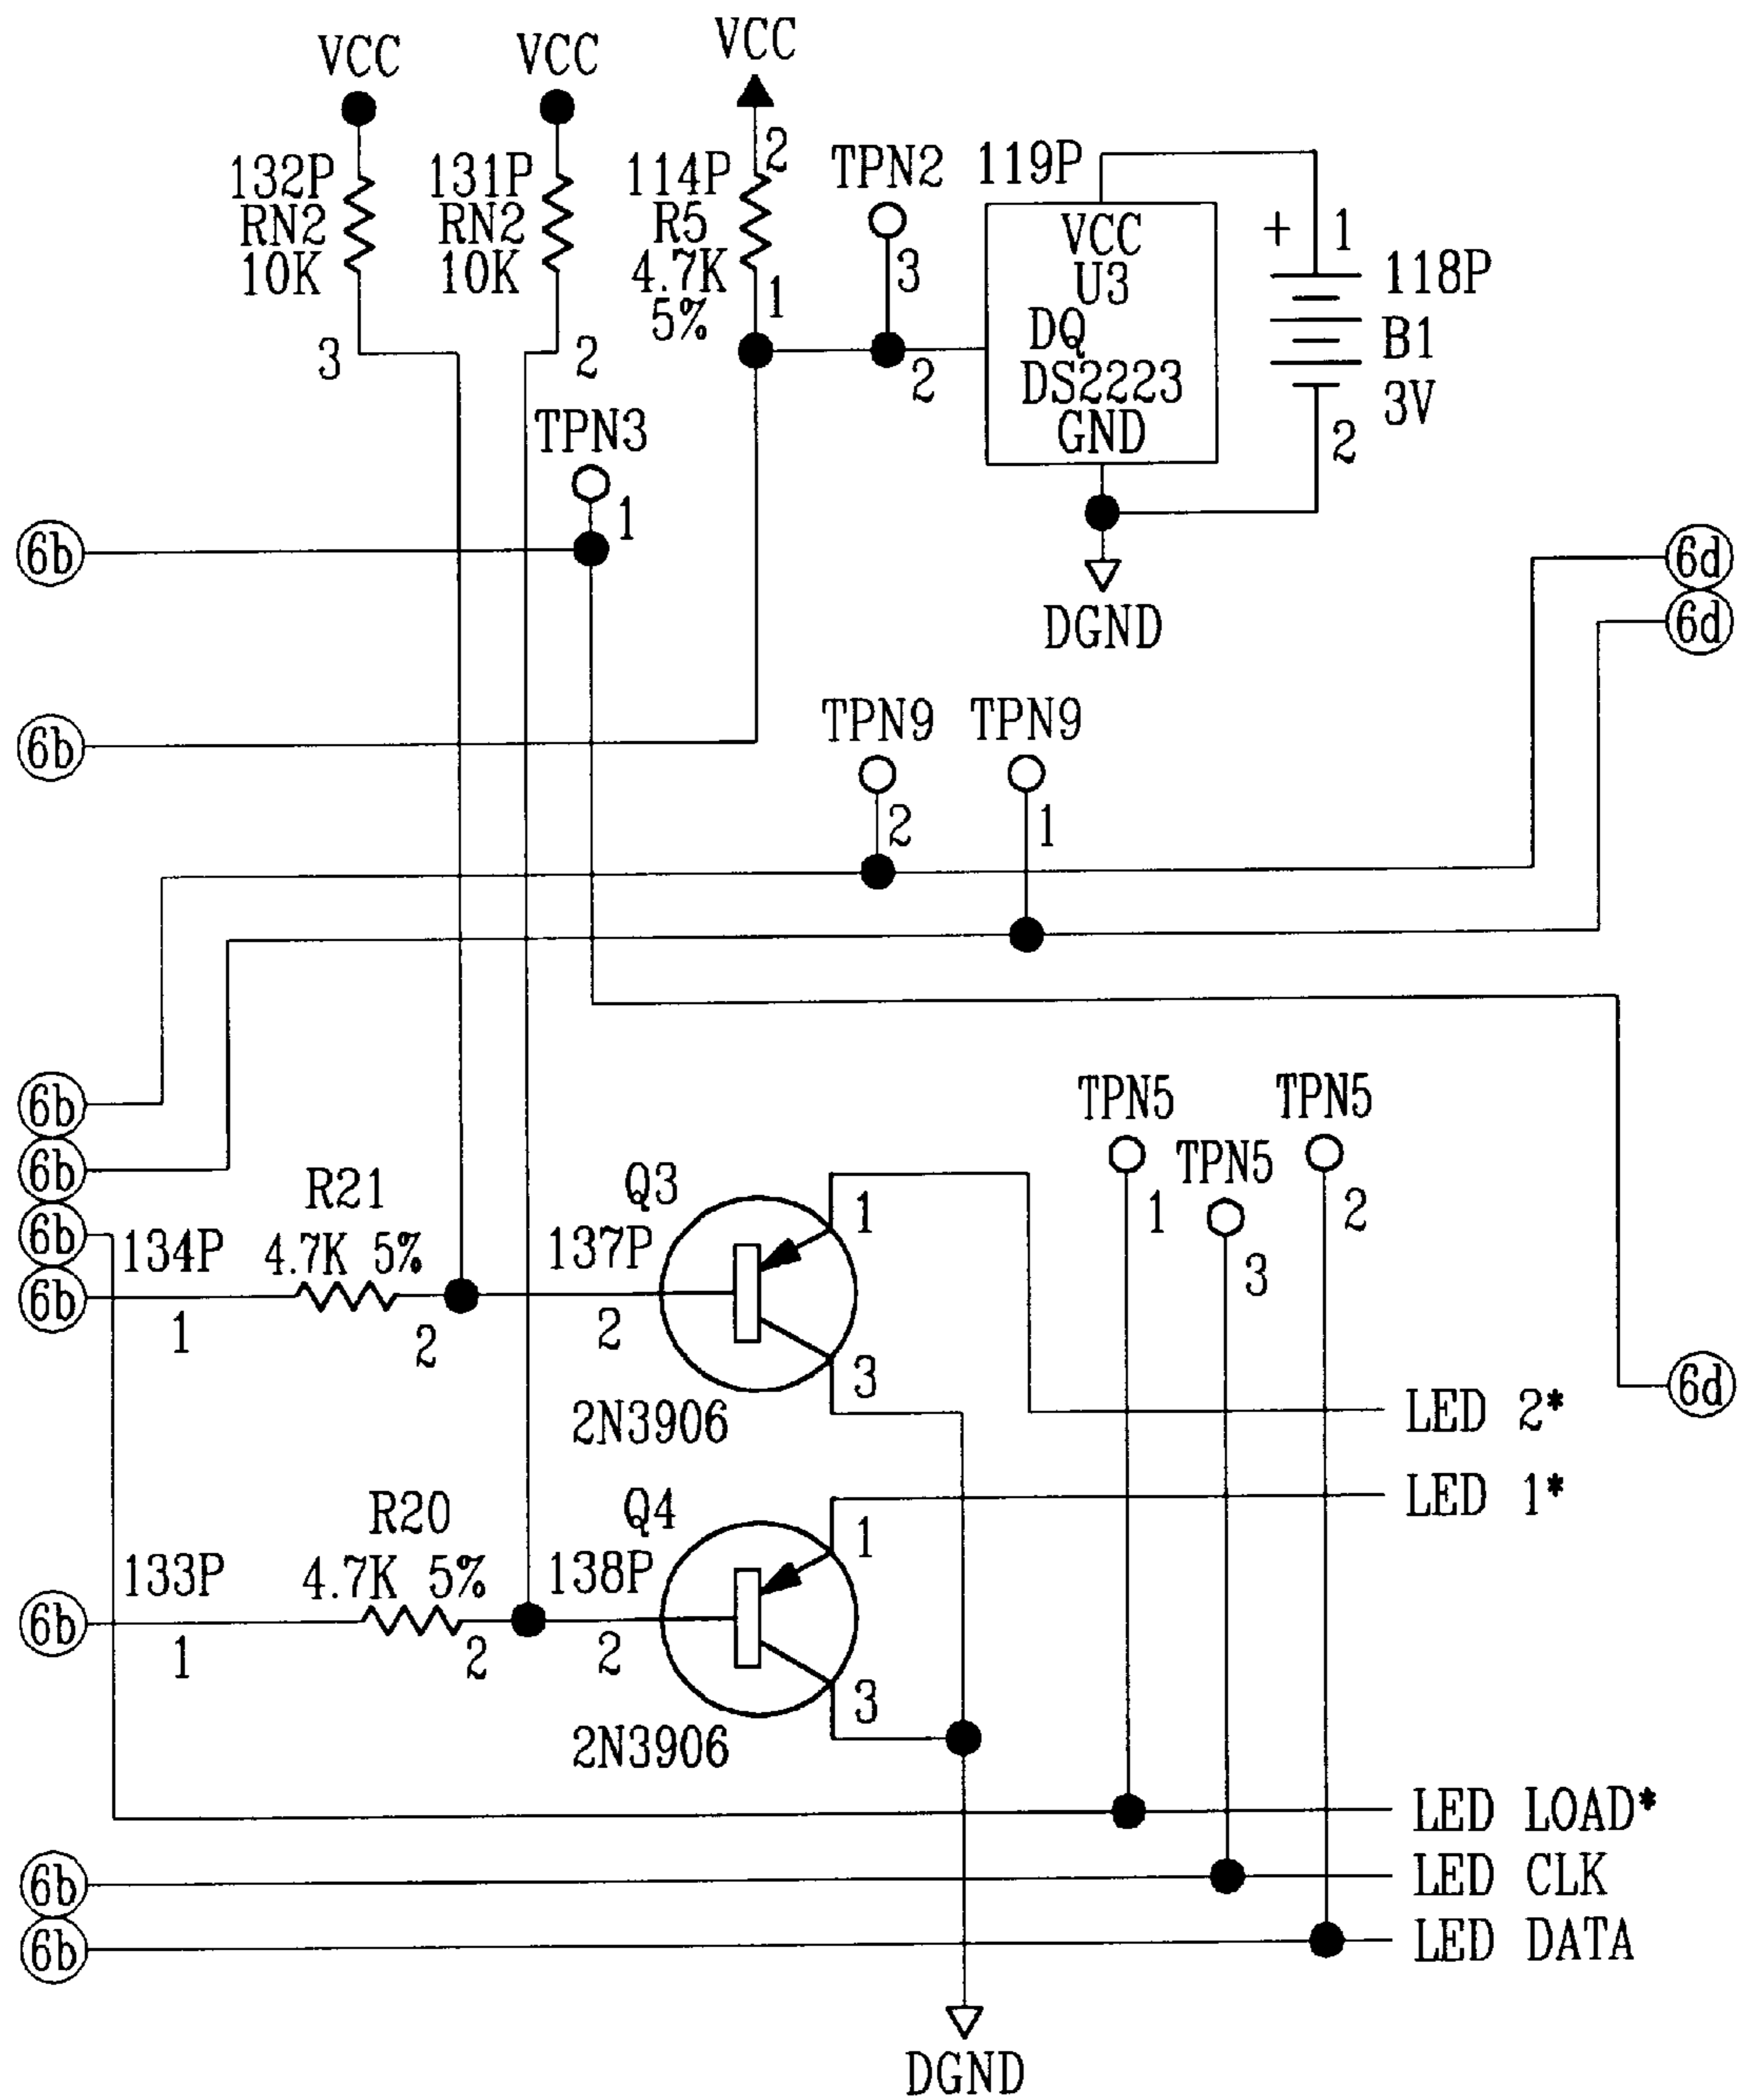 VCC
VCC
VCC
132P
RN2
10K
3
131P
RN2
10K
2
2
114P
R5
4.7K
5%
1
TPN2
3
2
119P
VCC
U3
DQ
DS2223
GND
+ 1
118P
B1
3V
2
DGND
TPN3
1
6b
6d
6d
6b
TPN9
2
TPN9
1
6b
6b
6b
6b
134P
1
R21
4.7K 5%
2
Q3
137P
2
1
3
2N3906
TPN5
1
TPN5
3
TPN5
2
6d
LED 2*
LED 1*
6b
133P
1
R20
4.7K 5%
2
Q4
138P
2
1
3
2N3906
LED LOAD*
6b
LED CLK
6b
LED DATA
DGND